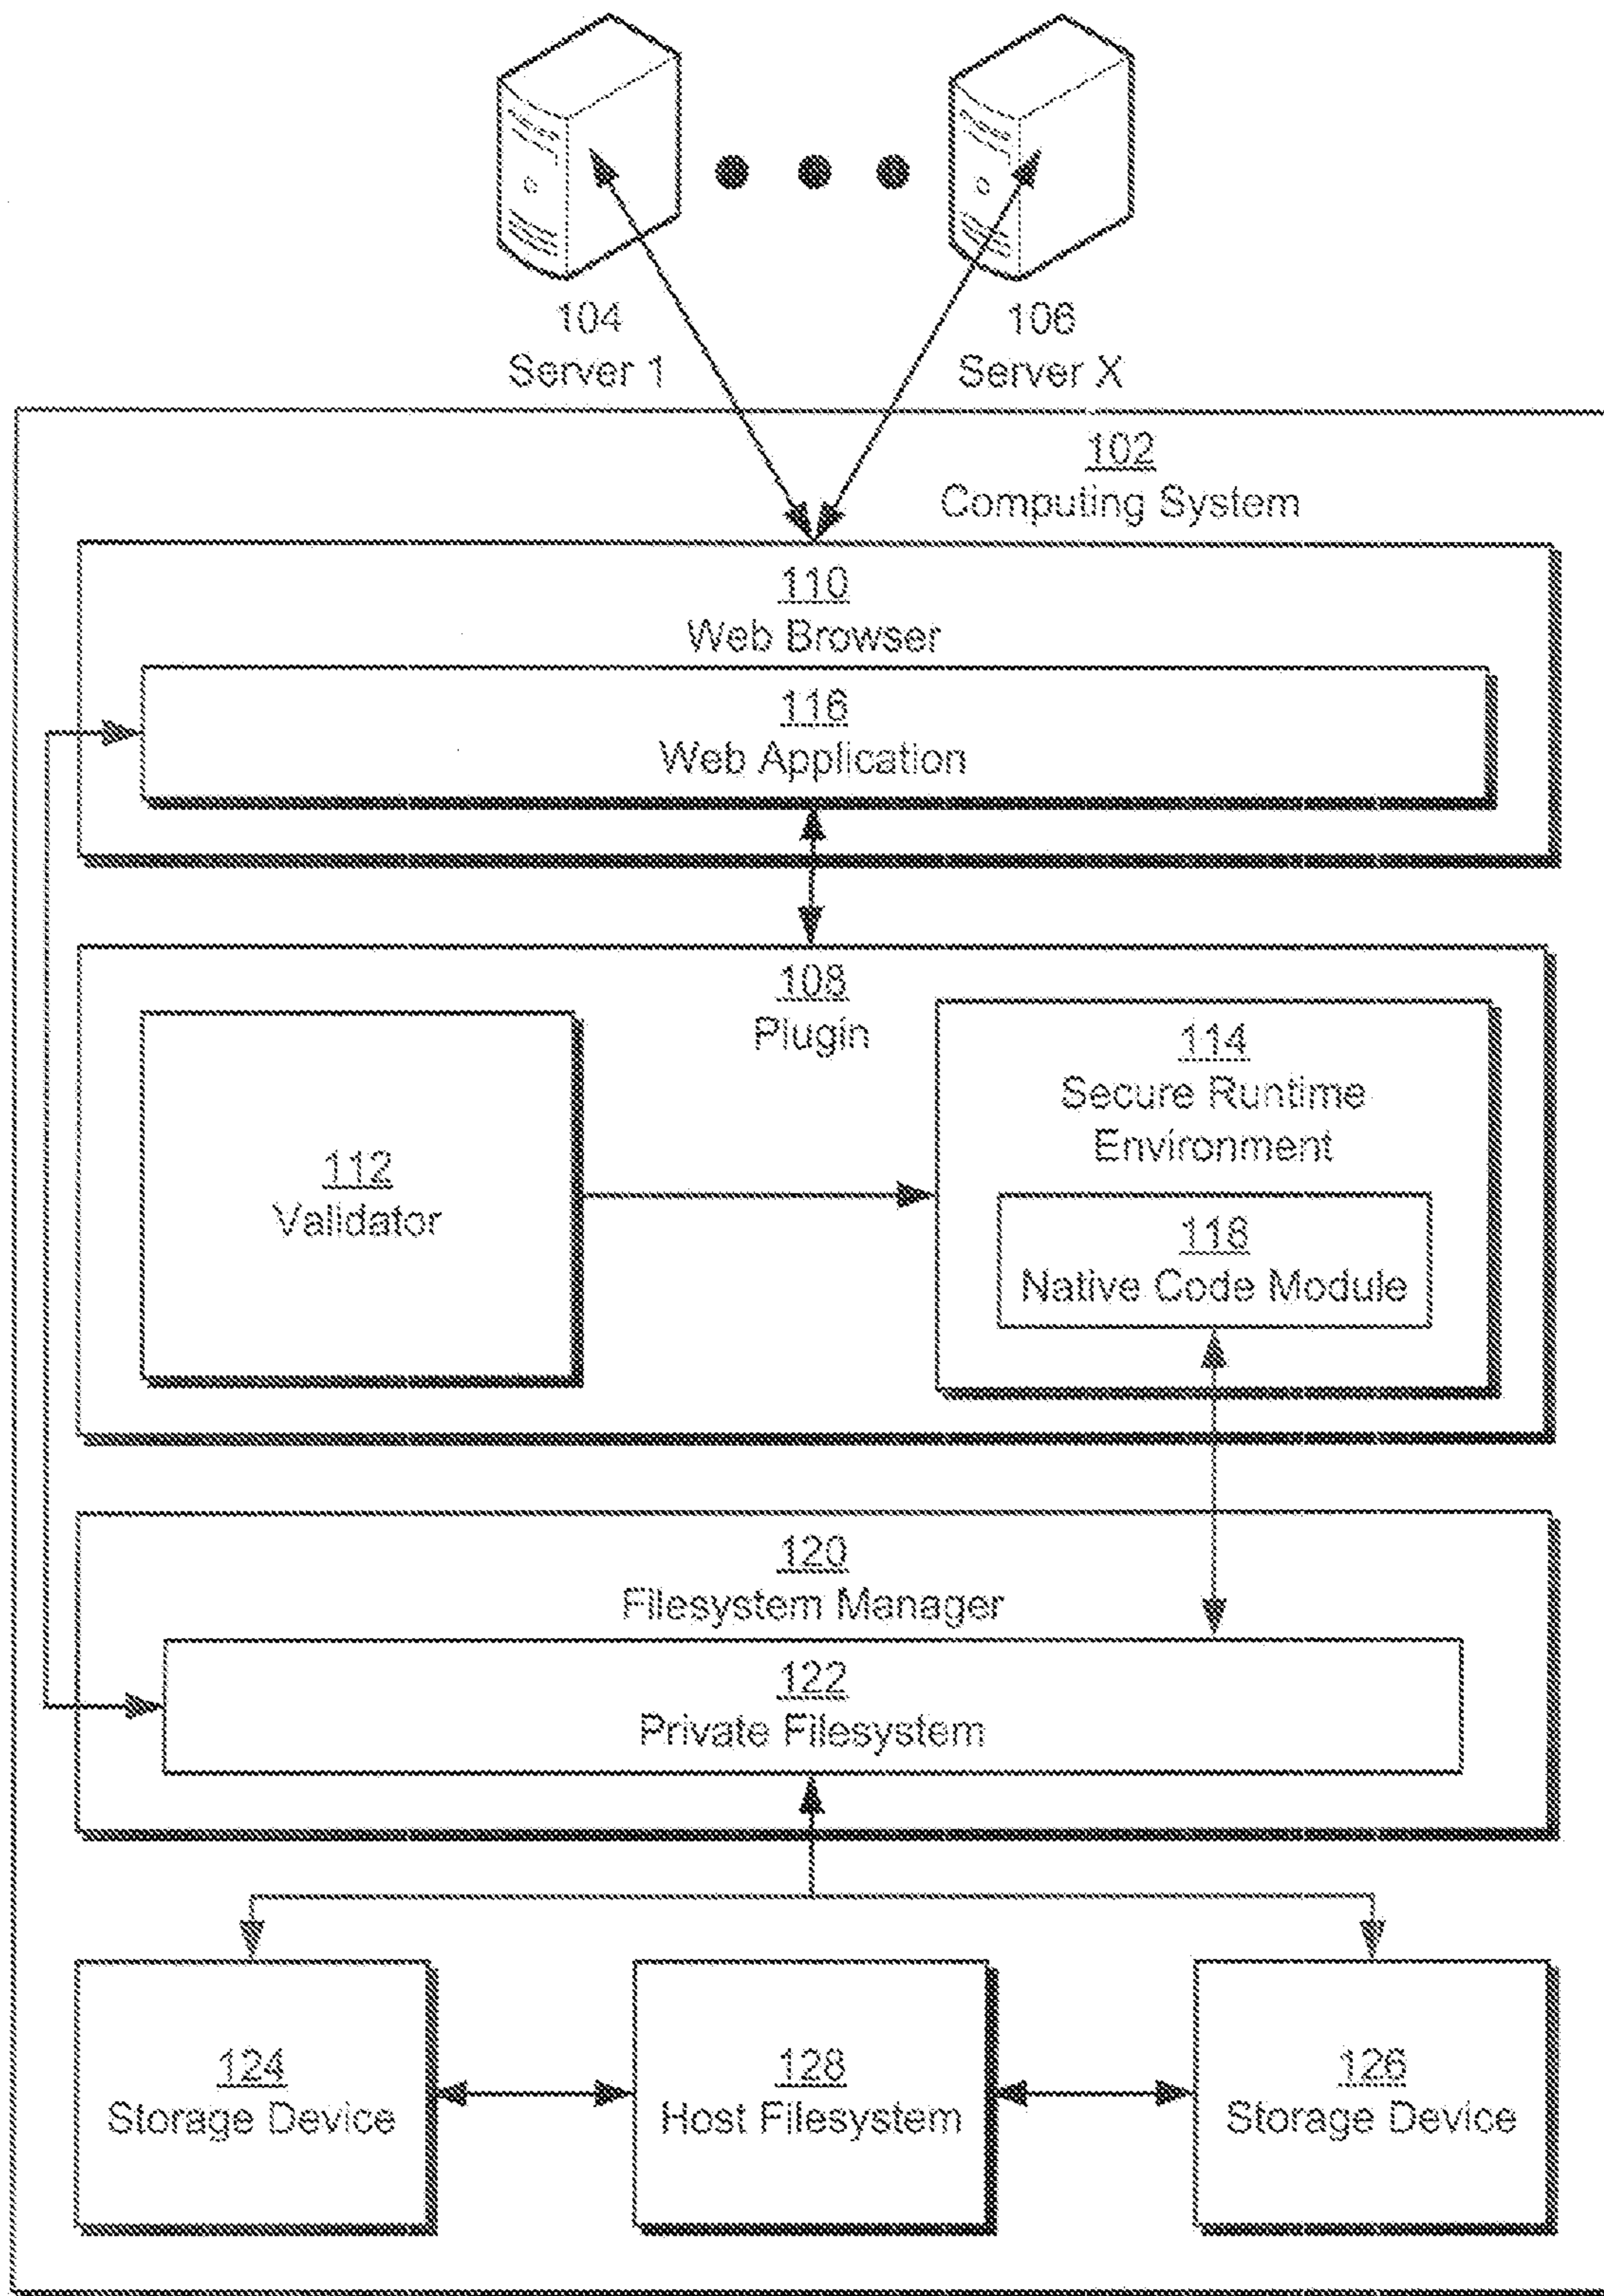 104
Server 1
106
Server X
102
Computing System
110
Web Browser
116
Web Application
108
Plugin
112
Validator
114
Secure Runtime
Environment
118
Native Code Module
120
Filesystem Manager
122
Private Filesystem
124
Storage Device
128
Host Filesystem
126
Storage Device